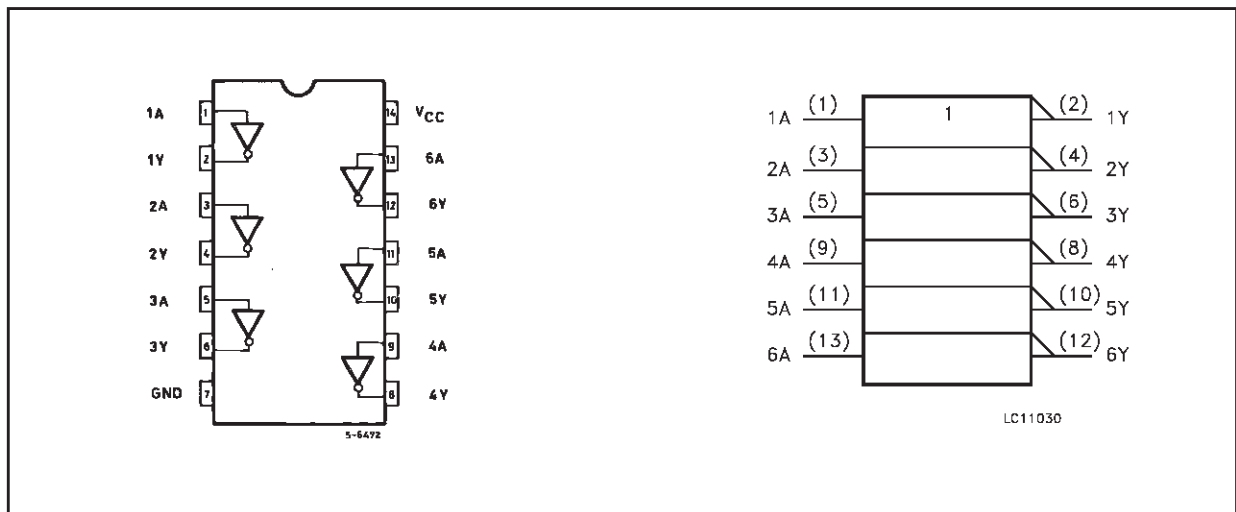 1A 1 14 VCC
1Y 2 13 6A
2A 3 12 6Y
2Y 4 11 5A
3A 5 10 5Y
3Y 6 9 4A
GND 7 8 4Y
5-6472
1
1A (1) (2) 1Y
2A (3) (4) 2Y
3A (5) (6) 3Y
4A (9) (8) 4Y
5A (11) (10) 5Y
6A (13) (12) 6Y
LC11030